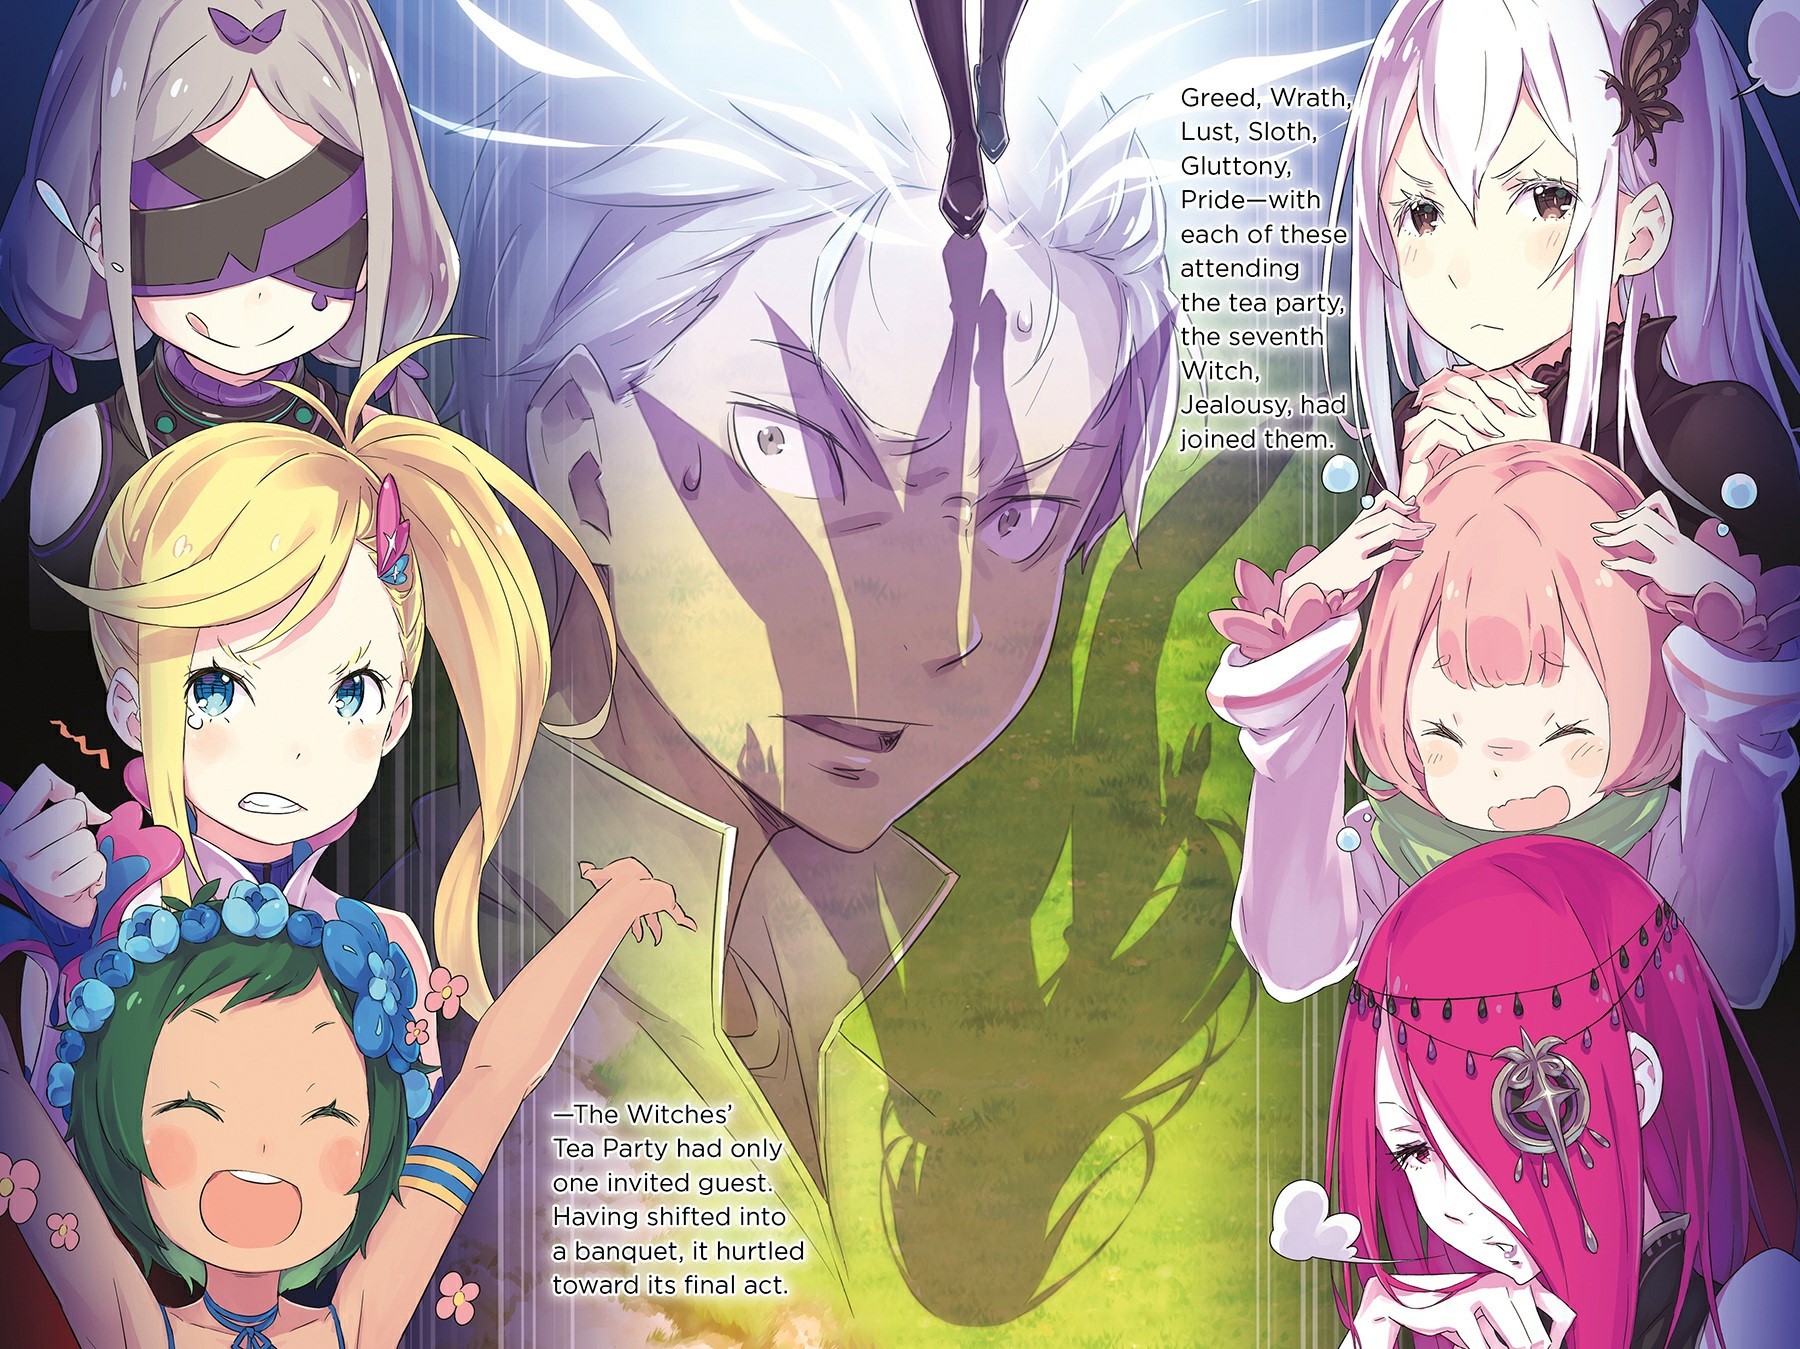 Greed, Wrath,
Lust, Sloth,
Gluttony,
Pride—with
each of these
attending
the tea party,
the seventh
Witch,
Jealousy, had
joined them.
—The Witches’
Tea Party had only
one invited guest.
Having shifted into
a banquet, it hurtled
toward its final act.